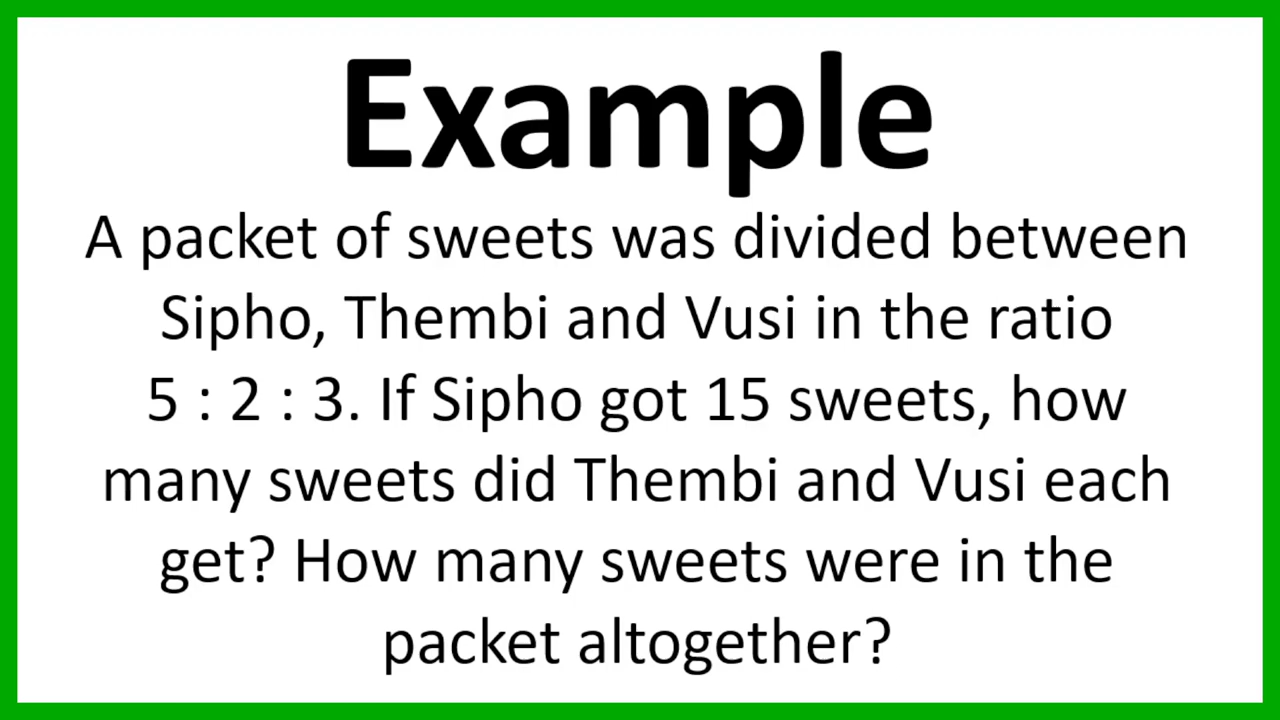 Example
A packet of sweets was divided between
Sipho, Thembi and Vusi in the ratio
5 : 2 : 3. If Sipho got 15 sweets, how
many sweets did Thembi and Vusi each
get? How many sweets were in the
packet altogether?